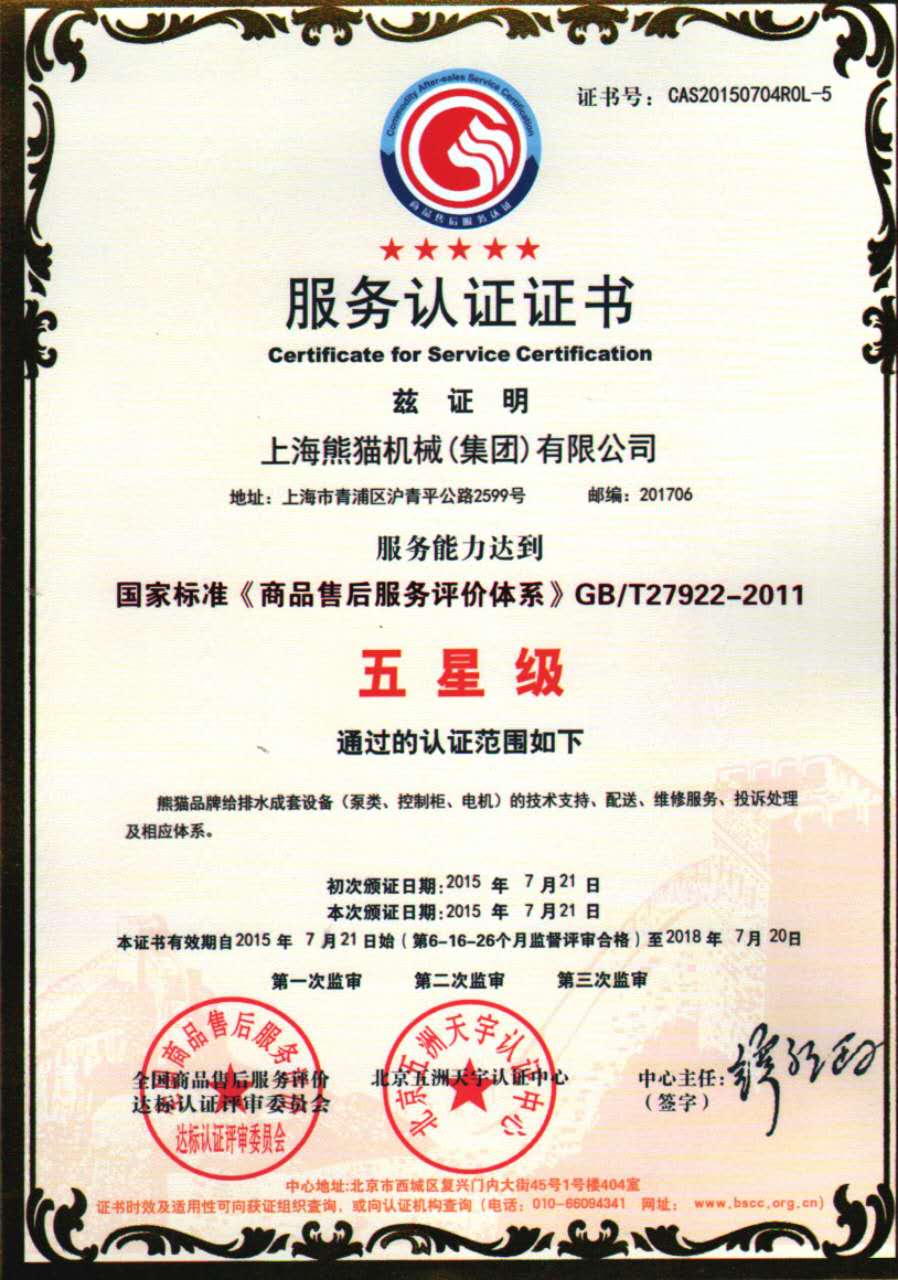 证书号：CAS20150704R0L-5
Commodity After-sales Service Certification
商品售后服务认证
服务认证证书
Certificate for Service Certification
兹 证 明
上海熊猫机械(集团)有限公司
地址：上海市青浦区沪青平公路2599号 邮编：201706
服务能力达到
国家标准《商品售后服务评价体系》GB/T27922-2011
五 星 级
通过的认证范围如下
熊猫品牌给排水成套设备（泵类、控制柜、电机）的技术支持、配送、维修服务、投诉处理
及相应体系。
初次颁证日期:2015 年 7 月21 日
本次颁证日期:2015 年 7 月21 日
本证书有效期自2015 年 7 月21 日始（第6-16-26个月监督评审合格）至2018 年 7 月 20日
第一次监审 第二次监审 第三次监审
全国商品售后服务评价
达标认证评审委员会
达标认证评审委员会
北京五洲天宇认证中心
北京五洲天宇认证中心
中心主任:
（签字）
中心地址:北京市西城区复兴门内大街45号1号楼404室
证书时效及适用性可向获证组织查询，或向认证机构查询（电话：010-66094341 网址：www.bscc.org.cn）